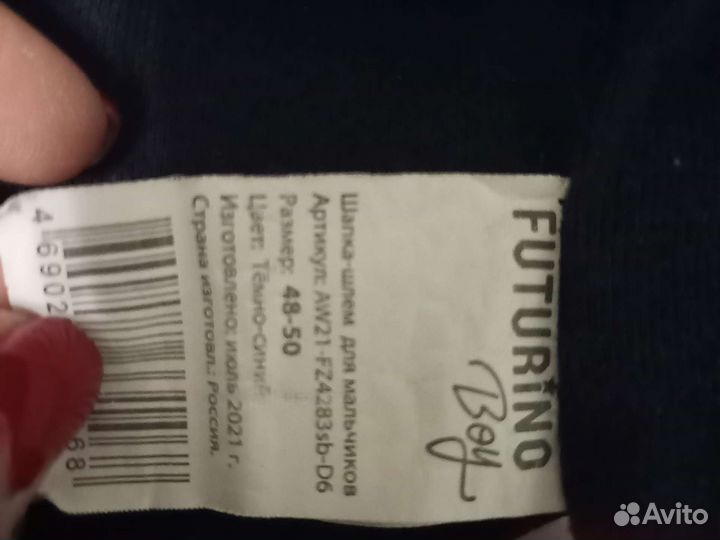 FUTURINO
Boy
Шапка-шлем для мальчиков
Артикул: AW21-FZ4283sb-D6
Размер: 48-50
Цвет: Тёмно-синий
Изготовлено: июль 2021 г.
Страна изготовл.: Россия.
4 6902 68
Avito